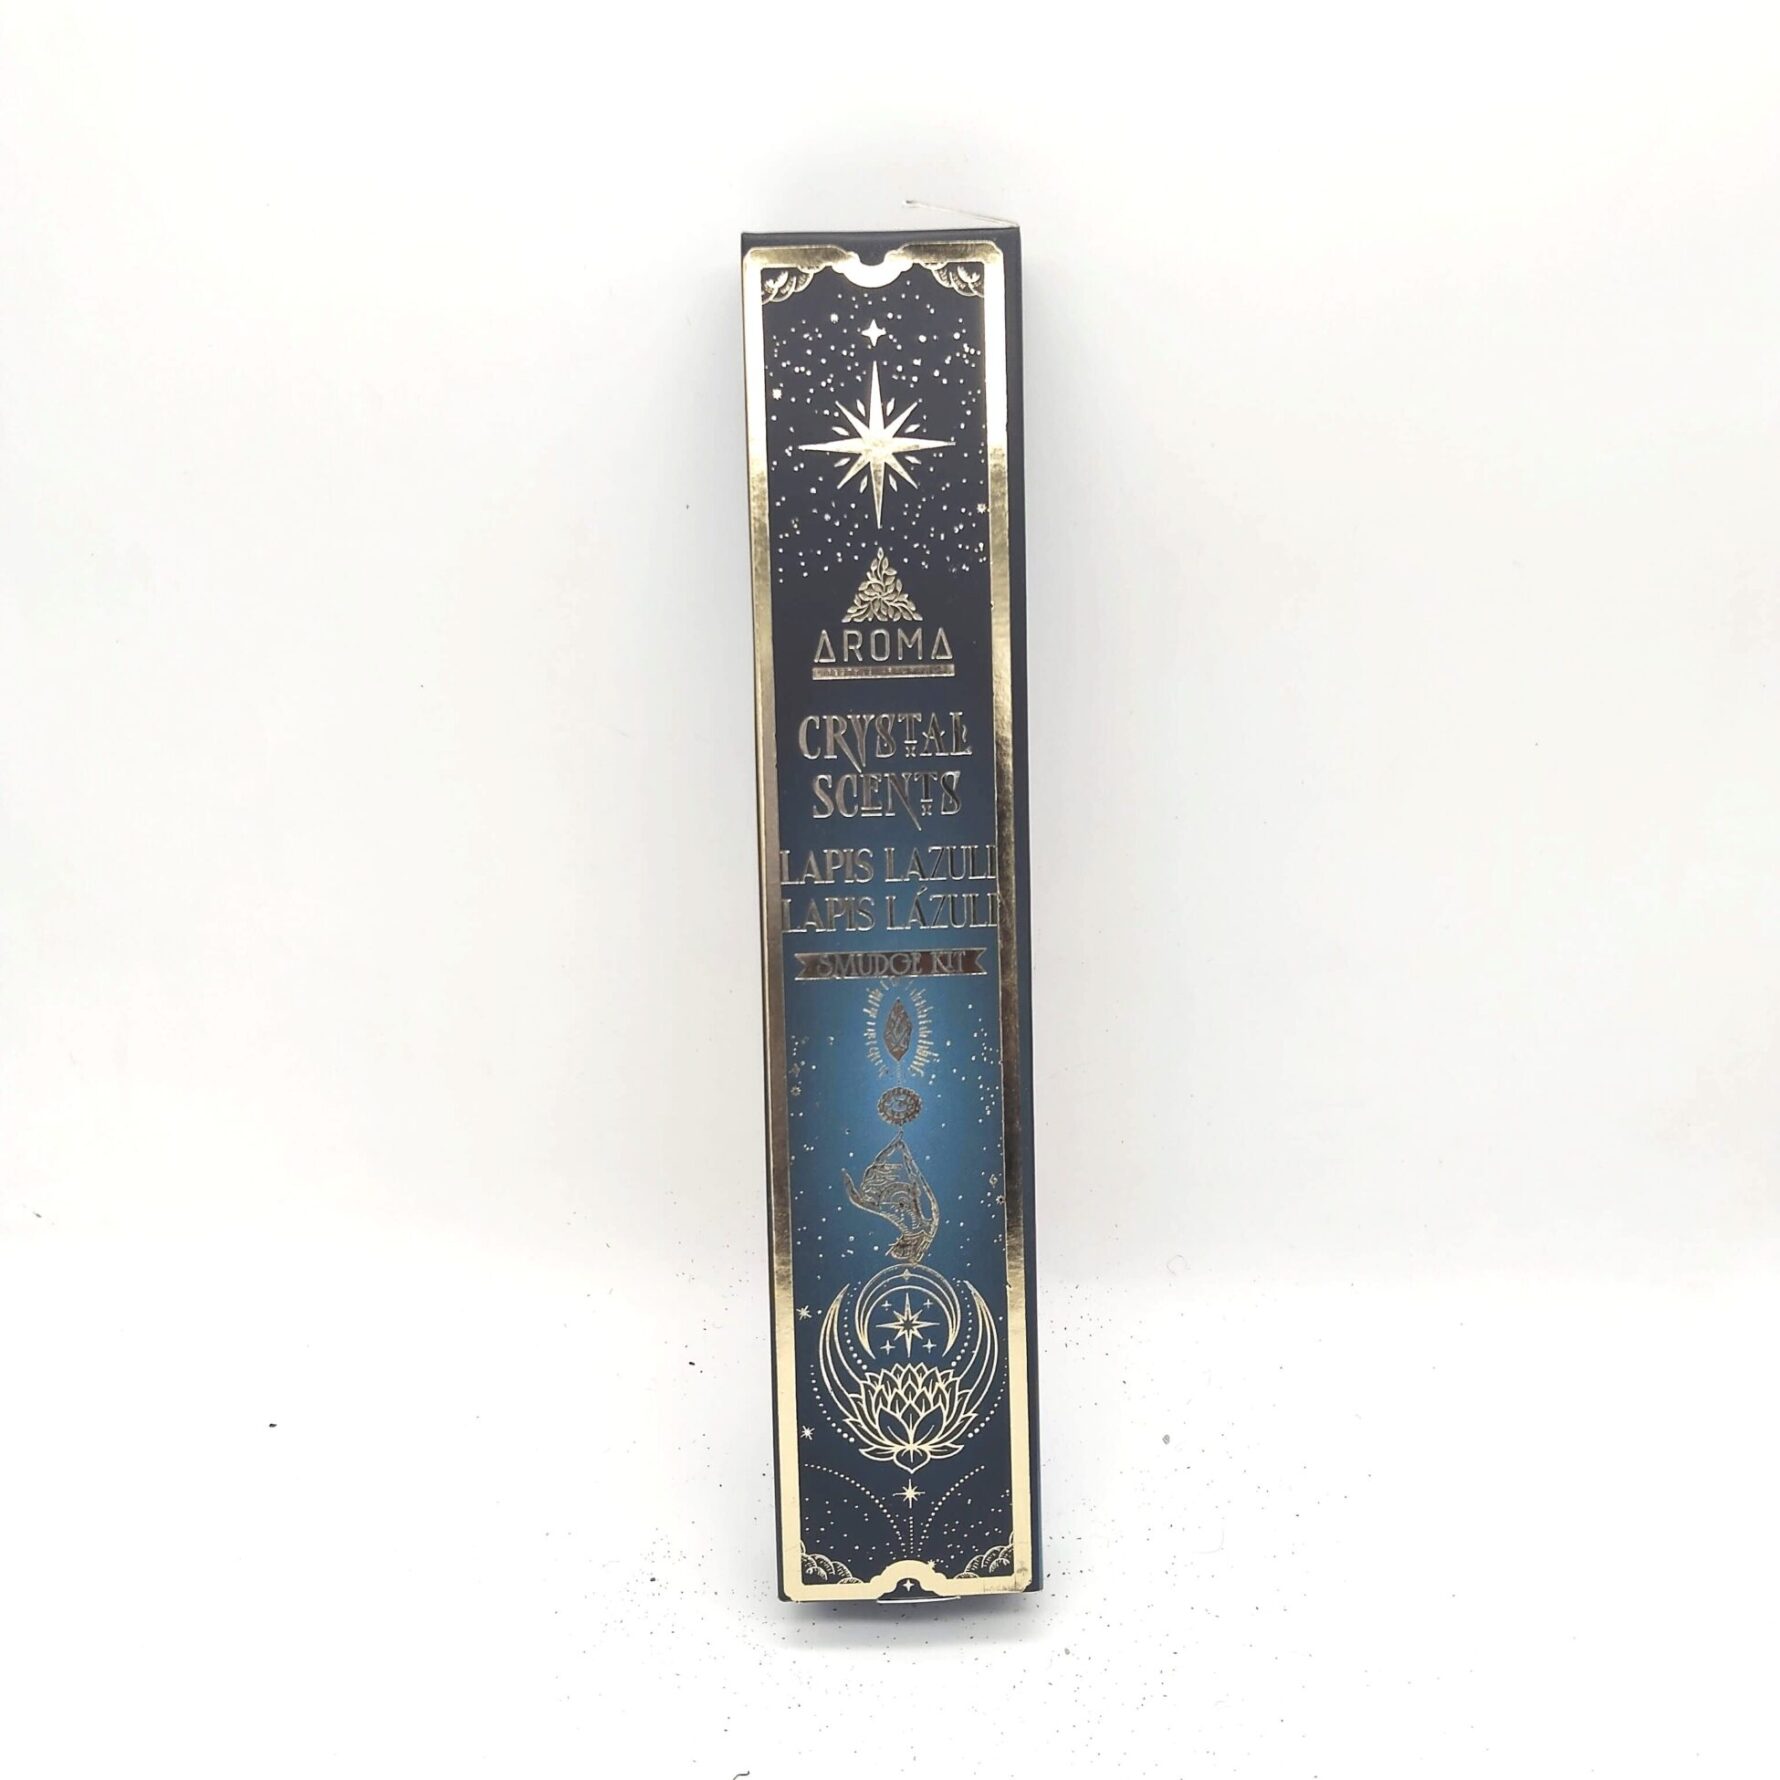 AROMA
CRYSTAL
SCENTS
LAPIS LAZULI
LAPIS LÁZULI
SMUDGE KIT